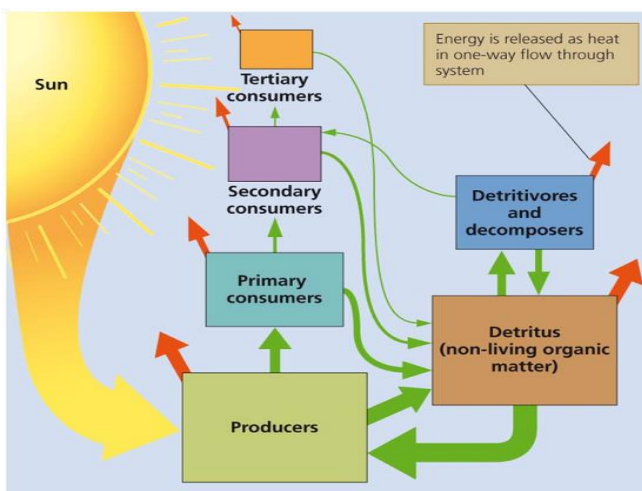 Sun
Energy is released as heat
in one-way flow through
system
Tertiary
consumers
Secondary
consumers
Detritivores
and
decomposers
Primary
consumers
Detritus
(non-living organic
matter)
Producers